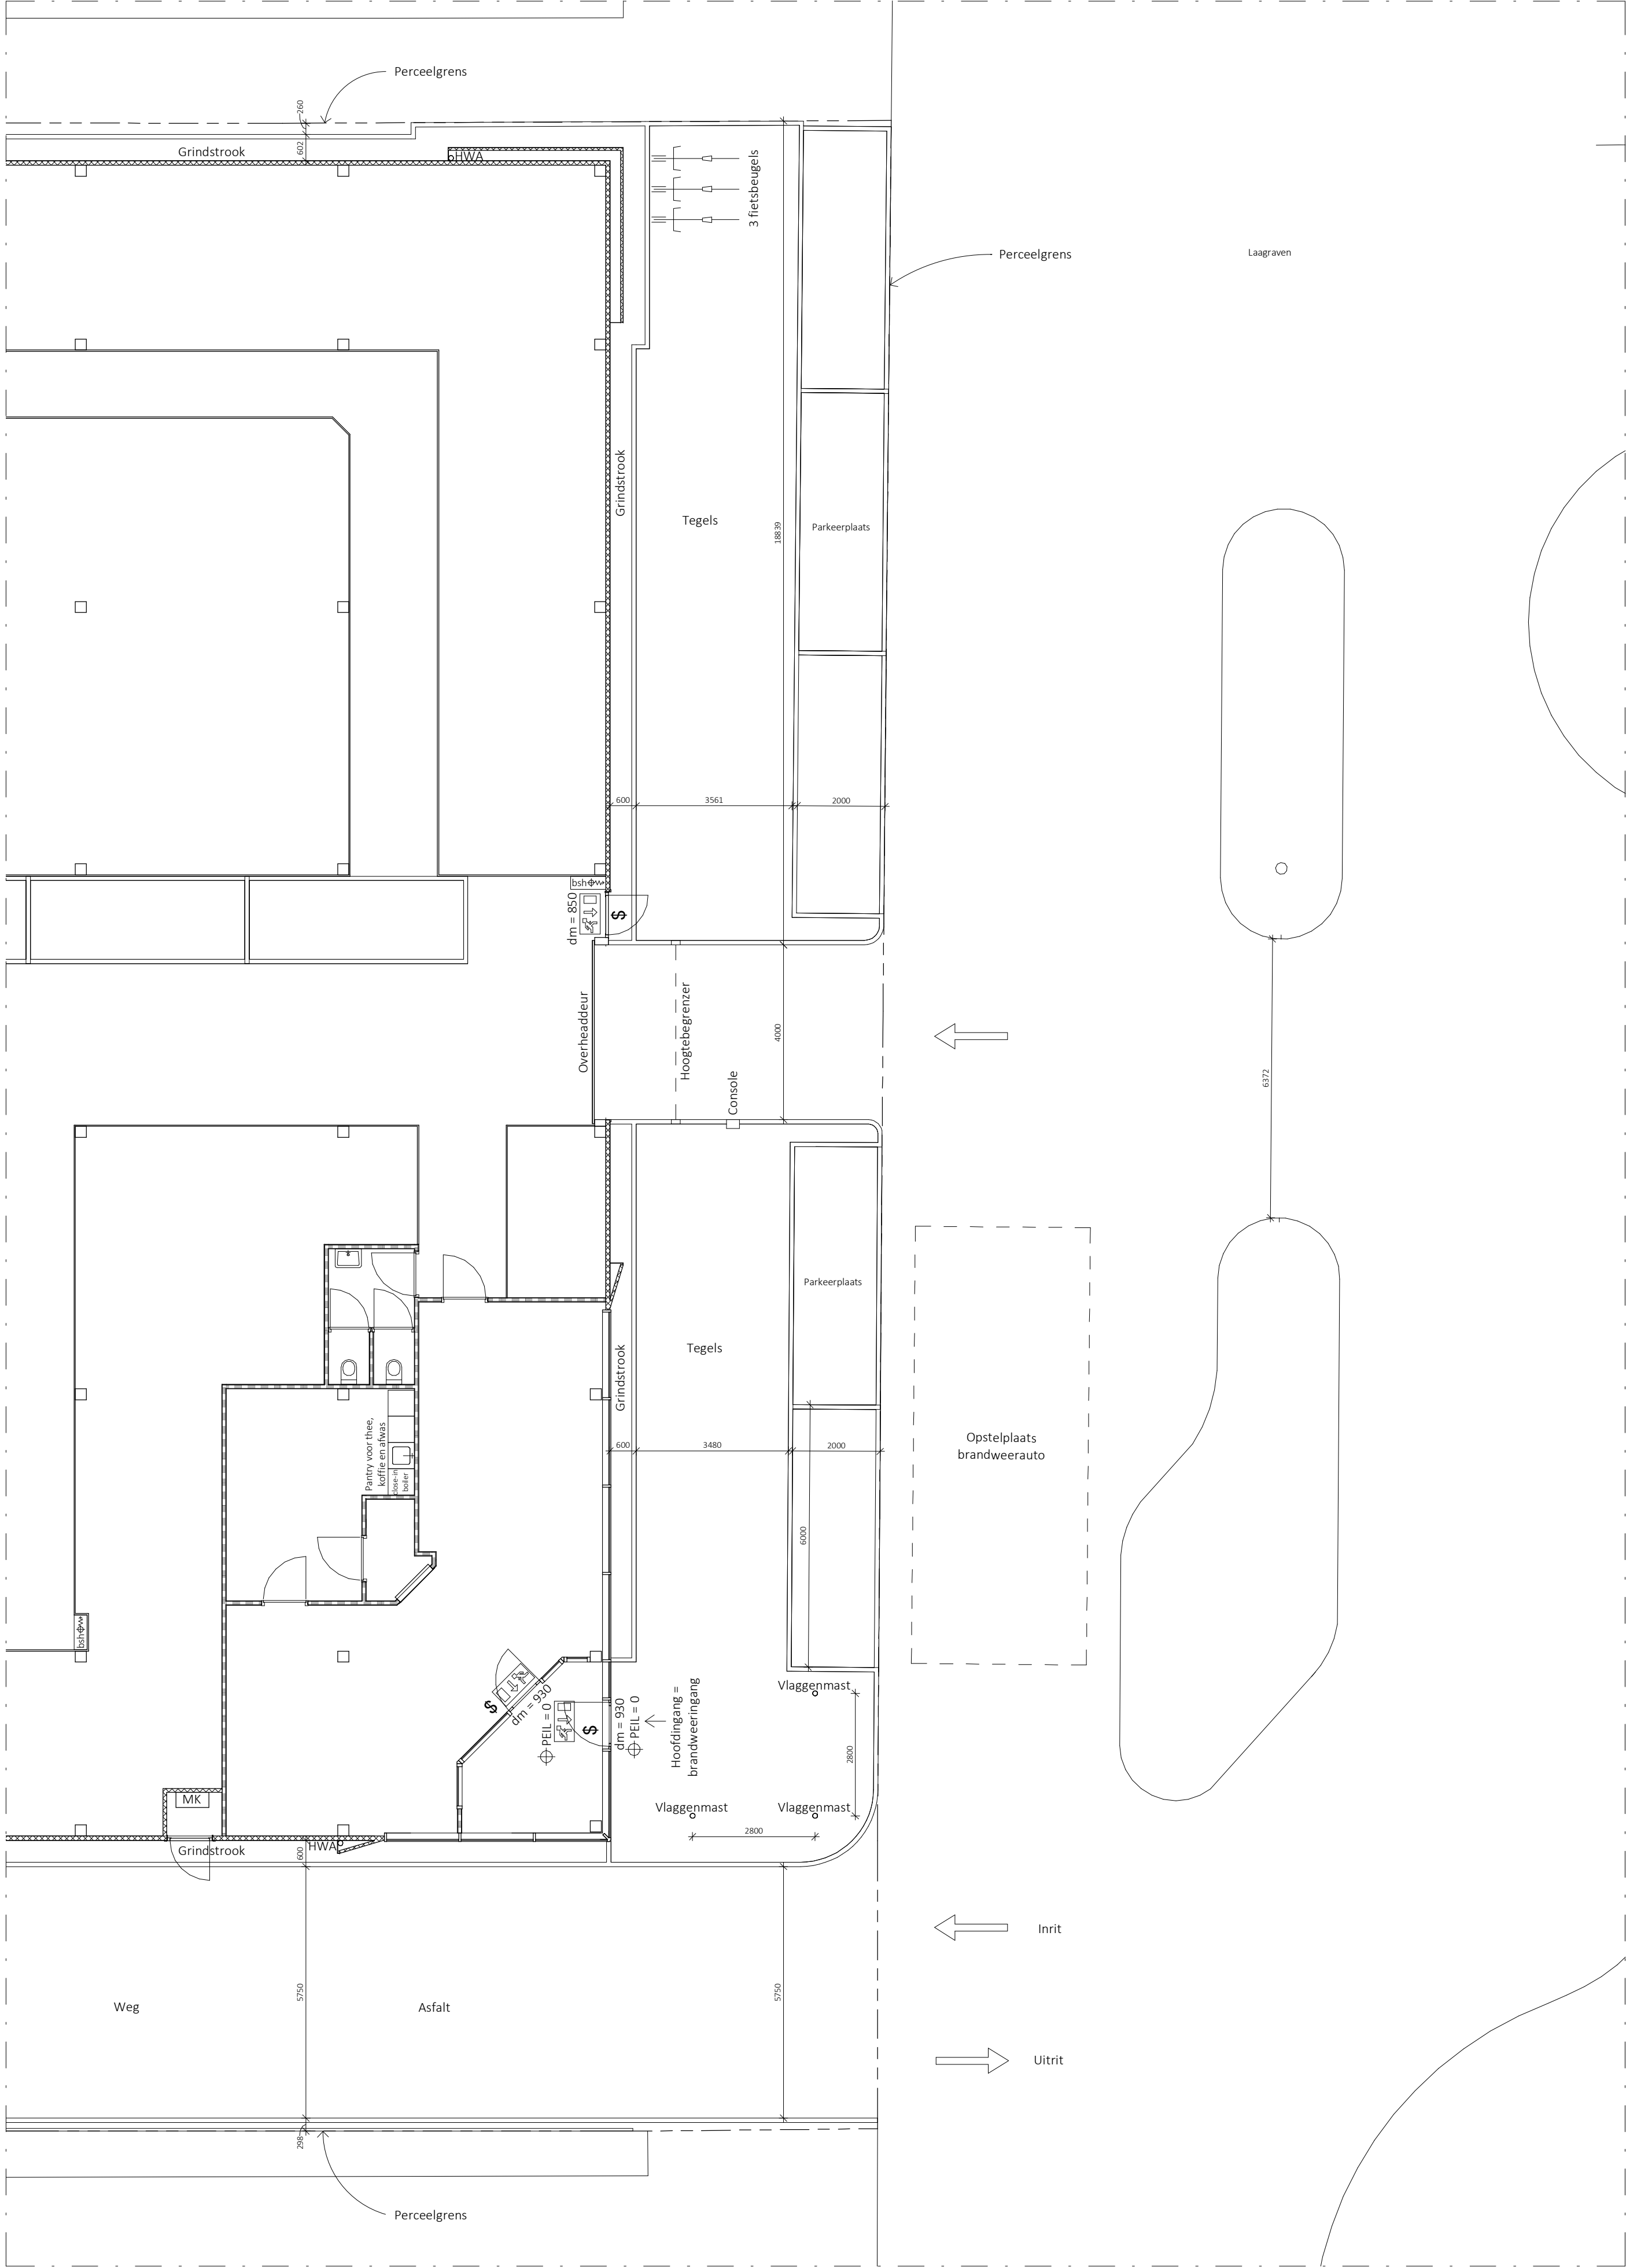 Perceelgrens
260
602
Grindstrook
HWA
3 fietsbeugels
Perceelgrens
Laagraven
Grindstrook
Tegels
18839
Parkeerplaats
600
3561
2000
bsh
dm = 850
$
Overheaddeur
Hoogtebegrenzer
4000
Console
6372
Parkeerplaats
Tegels
Grindstrook
Pantry voor thee,
koffie en afwas
close-in
boiler
600
3480
2000
Opstelplaats
brandweerauto
6000
bsh
$
dm = 930
PEIL = 0
$
dm = 930
PEIL = 0
Hoofdingang =
brandweeringang
Vlaggenmast
2800
MK
Vlaggenmast
Vlaggenmast
2800
Grindstrook
HWA
600
Inrit
5750
5750
Weg
Asfalt
Uitrit
298
Perceelgrens